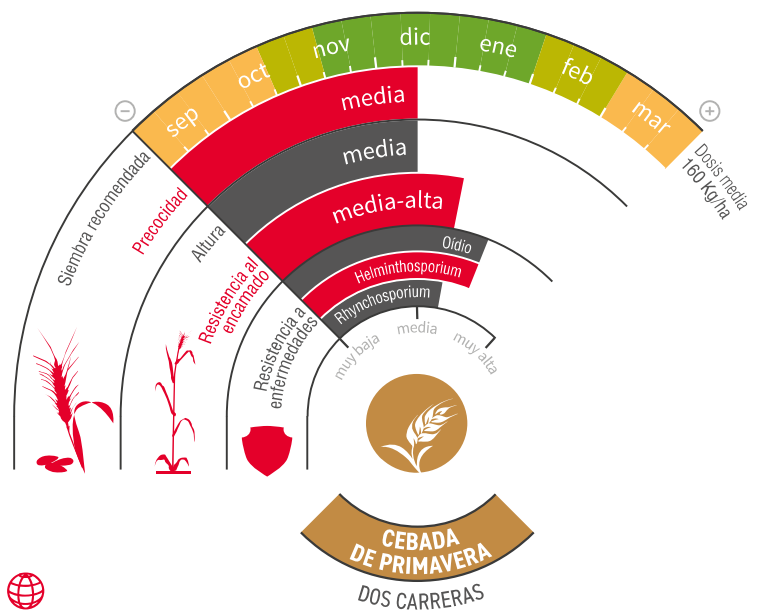 sep
oct
nov
dic
ene
feb
mar
Siembra recomendada
Dosis media
160 Kg/ha
Precocidad
media
Altura
media
Resistencia al
encamado
media-alta
Resistencia a
enfermedades
Oídio
Helminthosporium
Rhynchosporium
muy baja
media
muy alta
CEBADA
DE PRIMAVERA
DOS CARRERAS